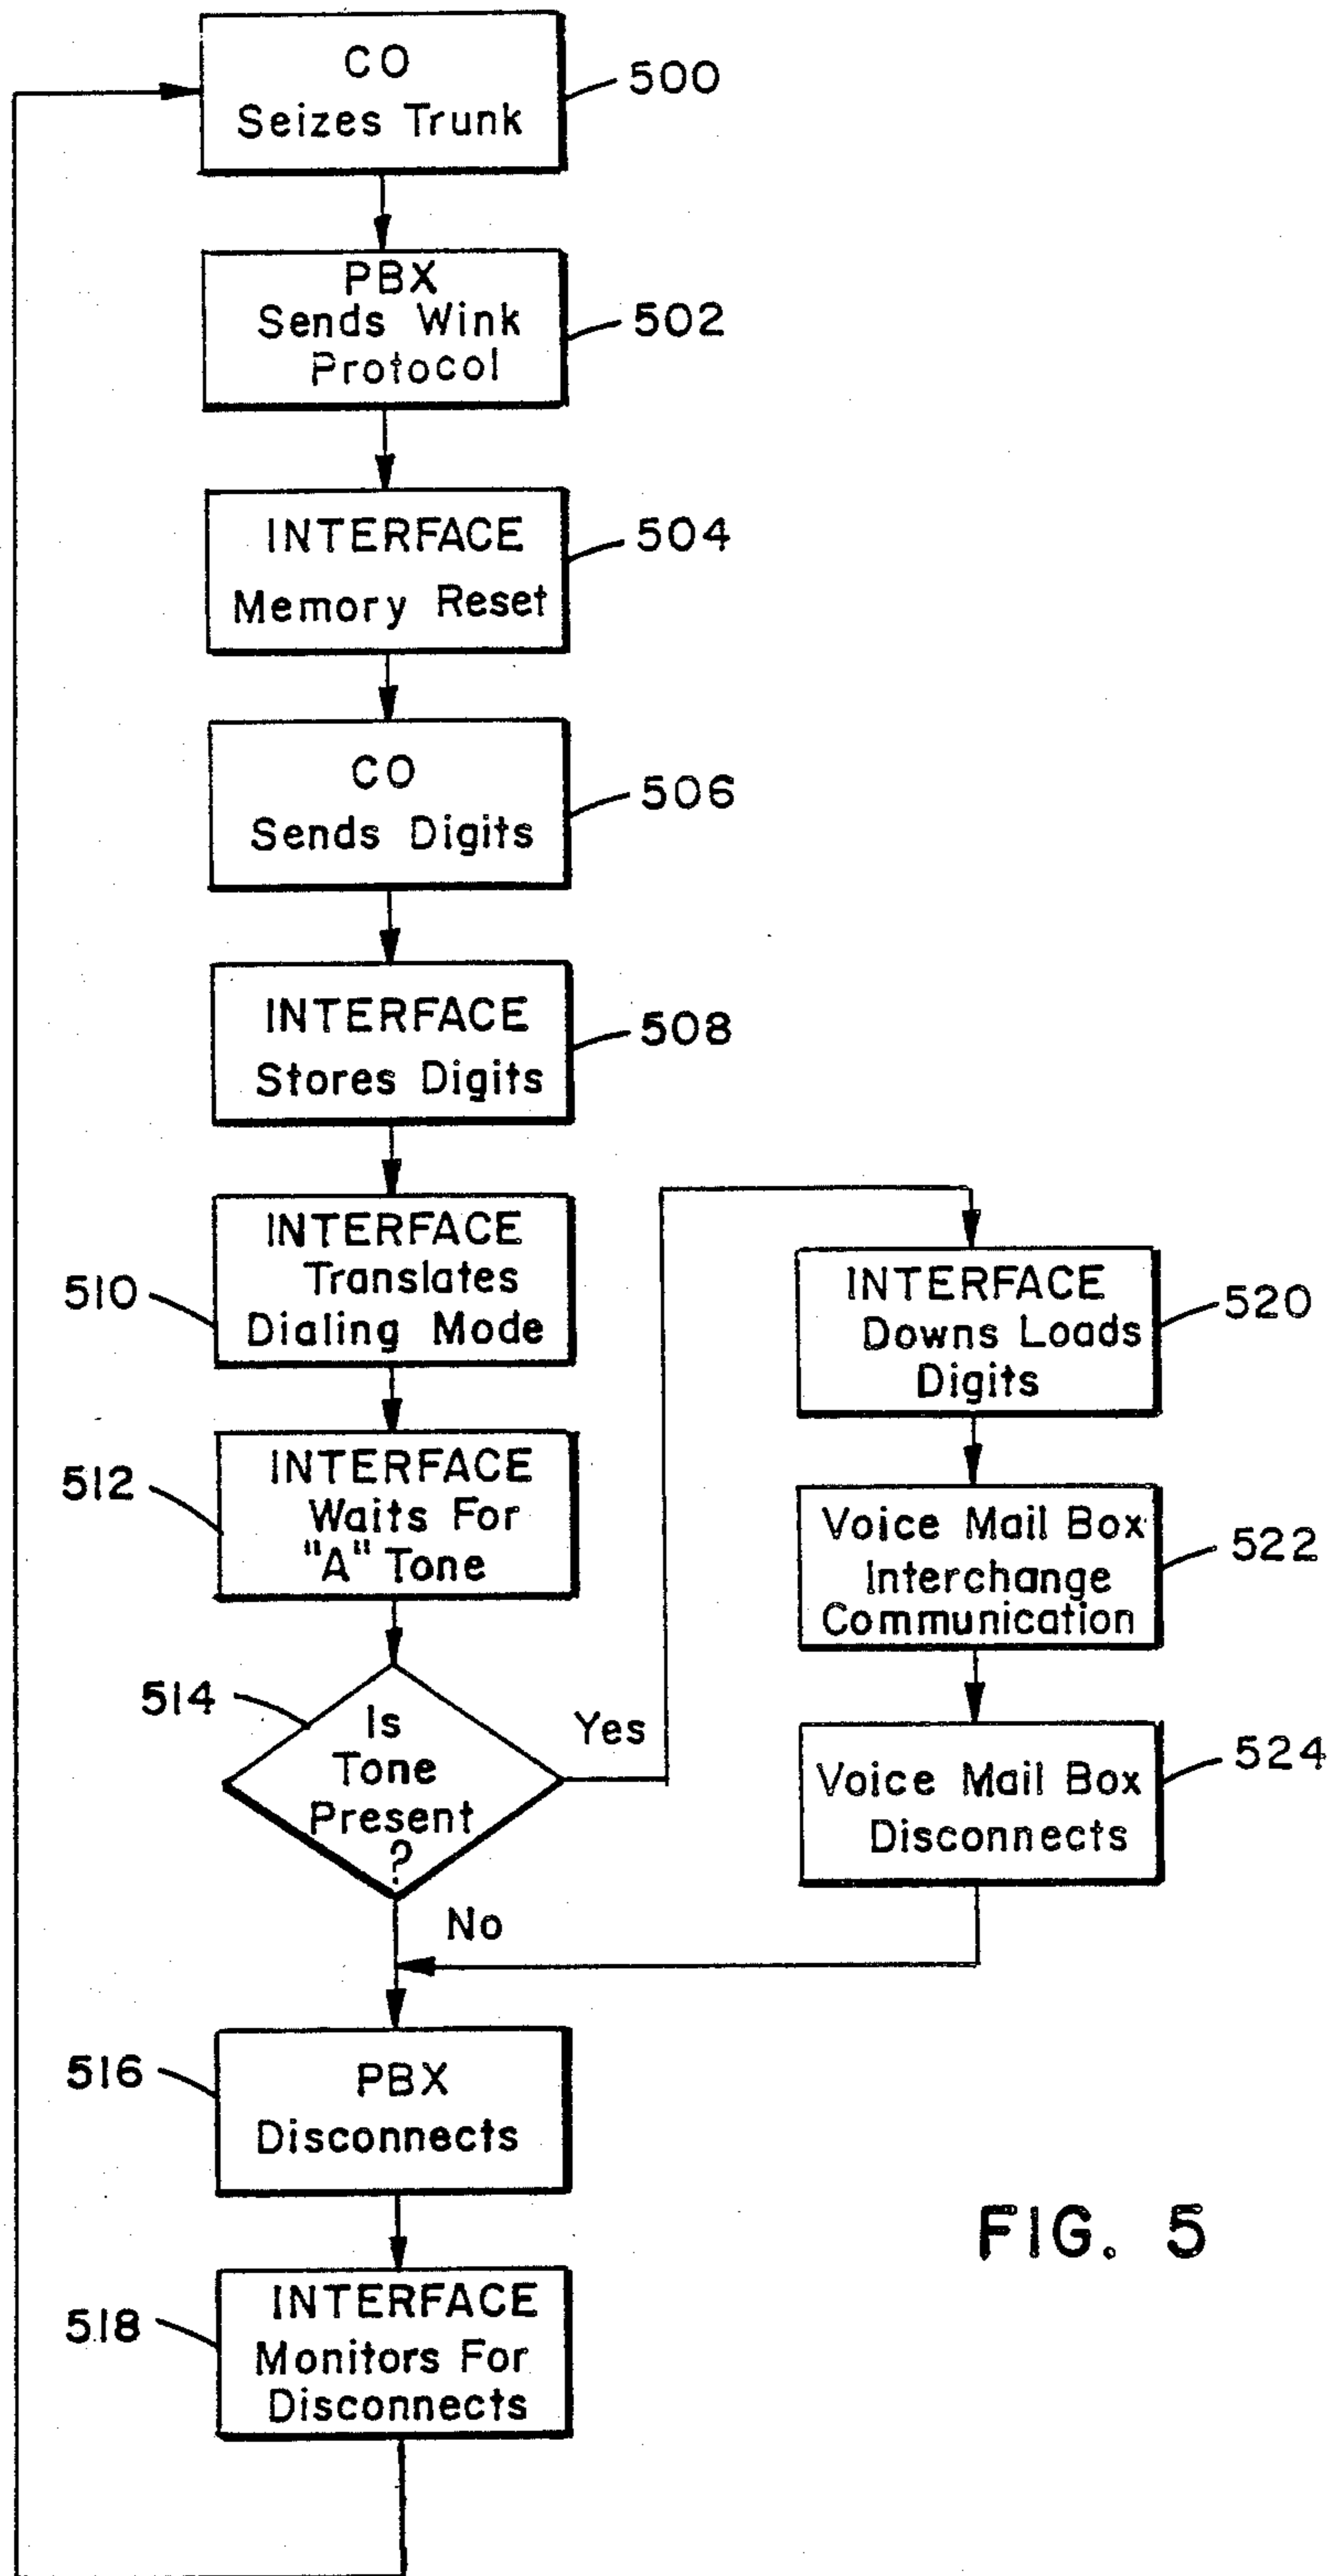 CO
Seizes Trunk
500
PBX
Sends Wink
Protocol
502
INTERFACE
Memory Reset
504
CO
Sends Digits
506
INTERFACE
Stores Digits
508
INTERFACE
Translates
Dialing Mode
510
INTERFACE
Waits For
"A" Tone
512
Is
Tone
Present
?
514
Yes
No
INTERFACE
Downs Loads
Digits
520
Voice Mail Box
Interchange
Communication
522
Voice Mail Box
Disconnects
524
PBX
Disconnects
516
INTERFACE
Monitors For
Disconnects
518
FIG. 5